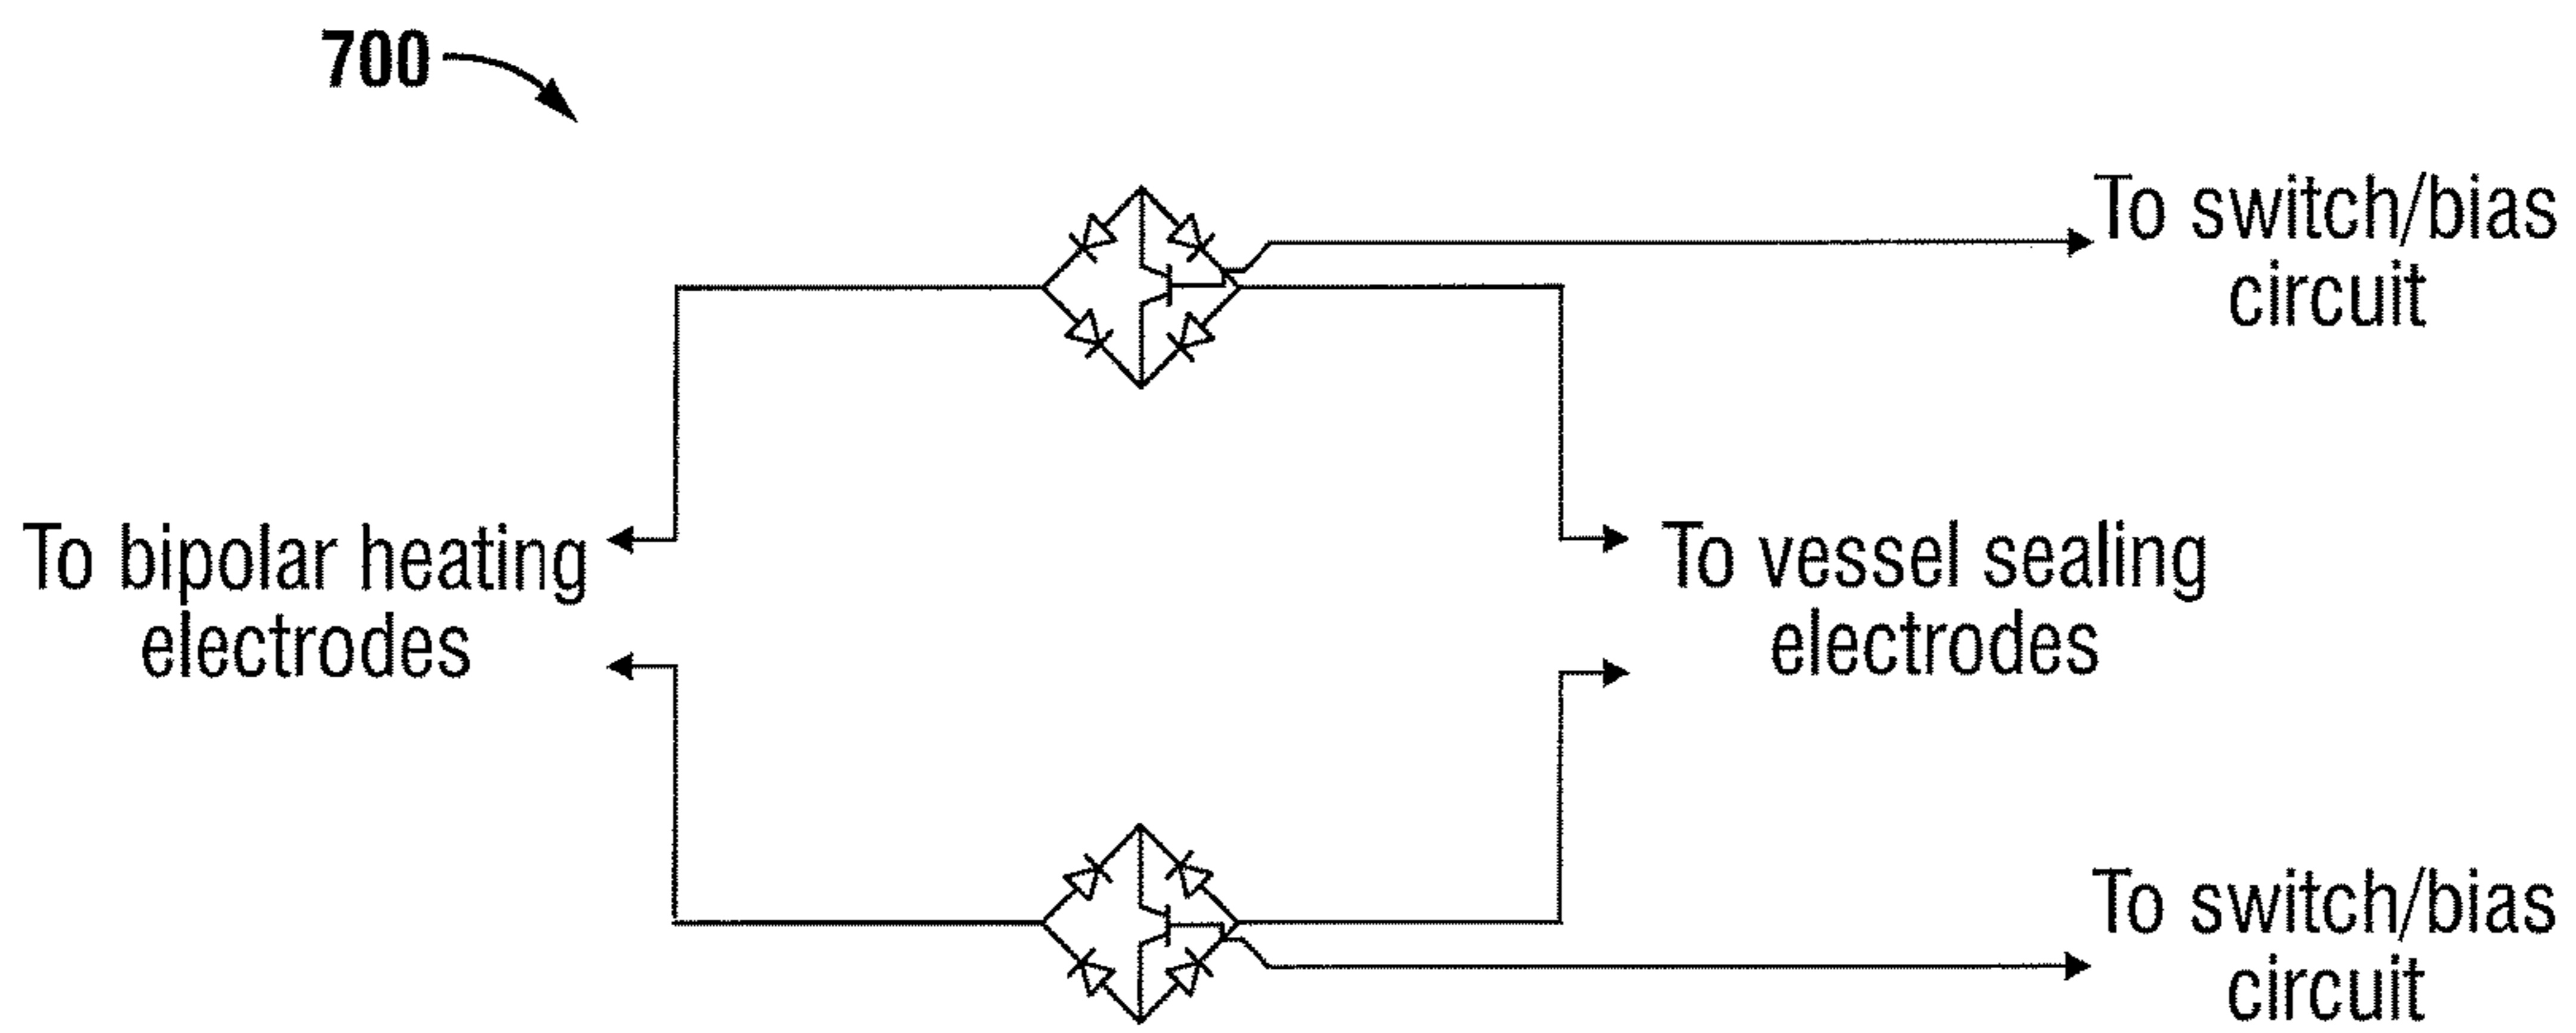 700
To switch/bias
circuit
To bipolar heating
electrodes
To vessel sealing
electrodes
To switch/bias
circuit